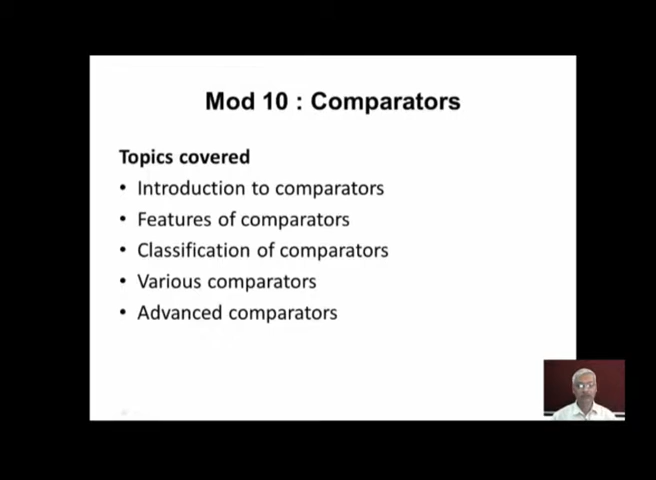 Mod 10 : Comparators
Topics covered
• Introduction to comparators
• Features of comparators
• Classification of comparators
• Various comparators
• Advanced comparators